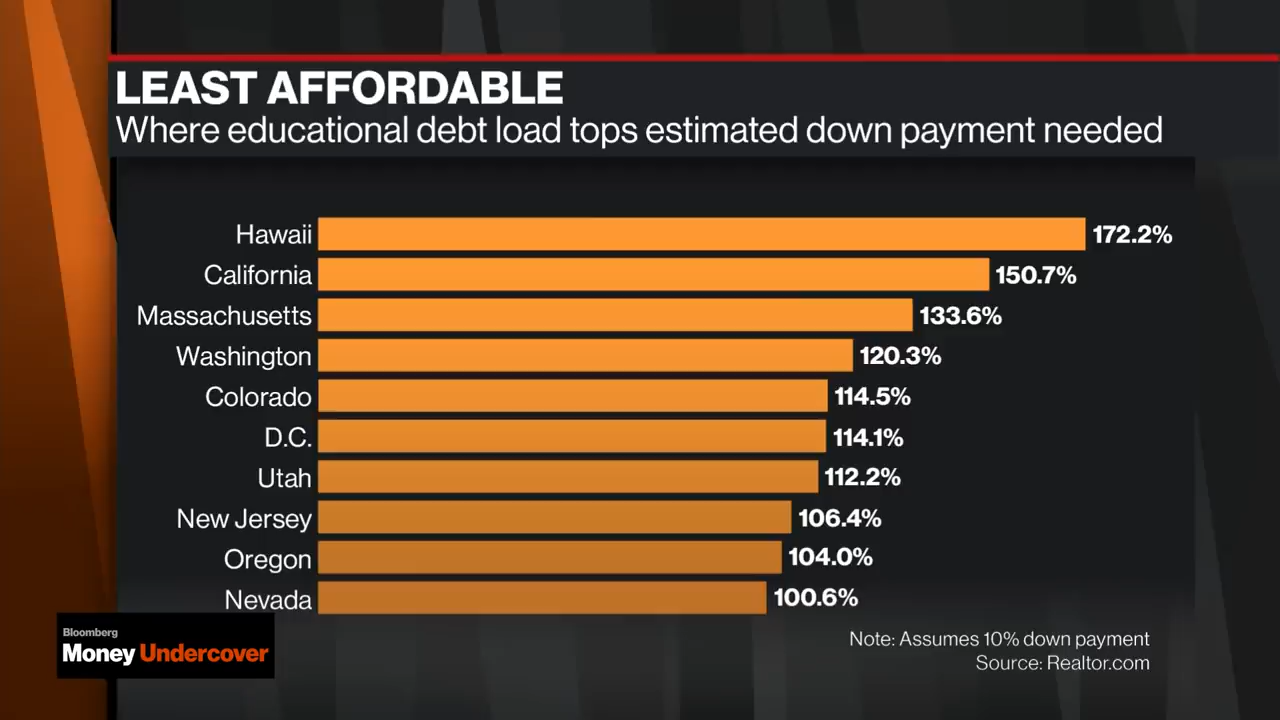 LEAST AFFORDABLE
Where educational debt load tops estimated down payment needed
Hawaii 172.2%
California 150.7%
Massachusetts 133.6%
Washington 120.3%
Colorado 114.5%
D.C. 114.1%
Utah 112.2%
New Jersey 106.4%
Oregon 104.0%
Nevada 100.6%
Bloomberg
Money Undercover
Note: Assumes 10% down payment
Source: Realtor.com